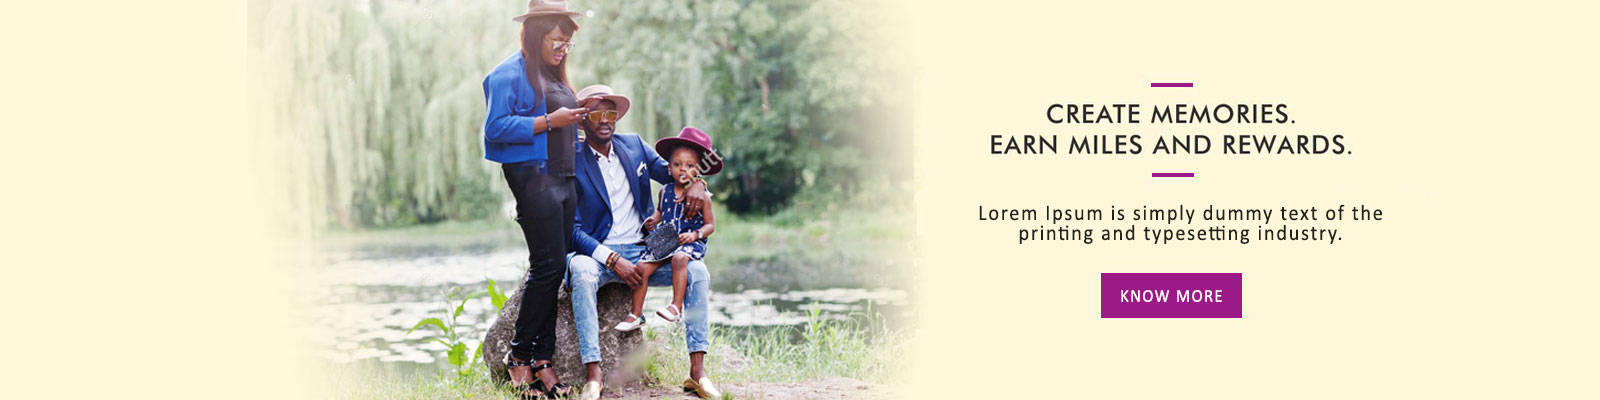 CREATE MEMORIES.
EARN MILES AND REWARDS.
Lorem Ipsum is simply dummy text of the
printing and typesetting industry.
KNOW MORE